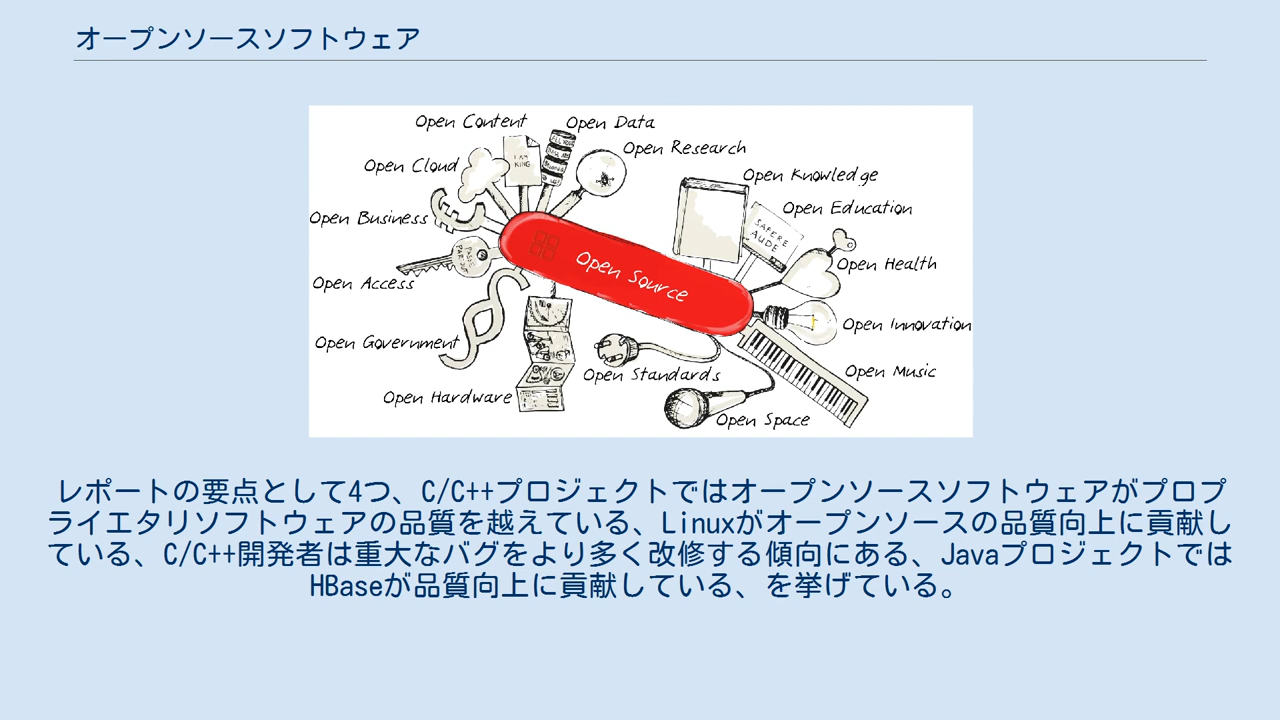 オープンソースソフトウェア
Open Content
Open Data
Open Research
Open Cloud
I AM
KING
Open Knowledge
Open Business
Open Education
SAPERE
AUDE
Open Source
Open Health
Open Access
Open Innovation
Open Government
Open Standards
Open Music
Open Hardware
Open Space
レポートの要点として4つ、C/C++プロジェクトではオープンソースソフトウェアがプロプ
ライエタリソフトウェアの品質を越えている、Linuxがオープンソースの品質向上に貢献し
ている、C/C++開発者は重大なバグをより多く改修する傾向にある、Javaプロジェクトでは
HBaseが品質向上に貢献している、を挙げている。